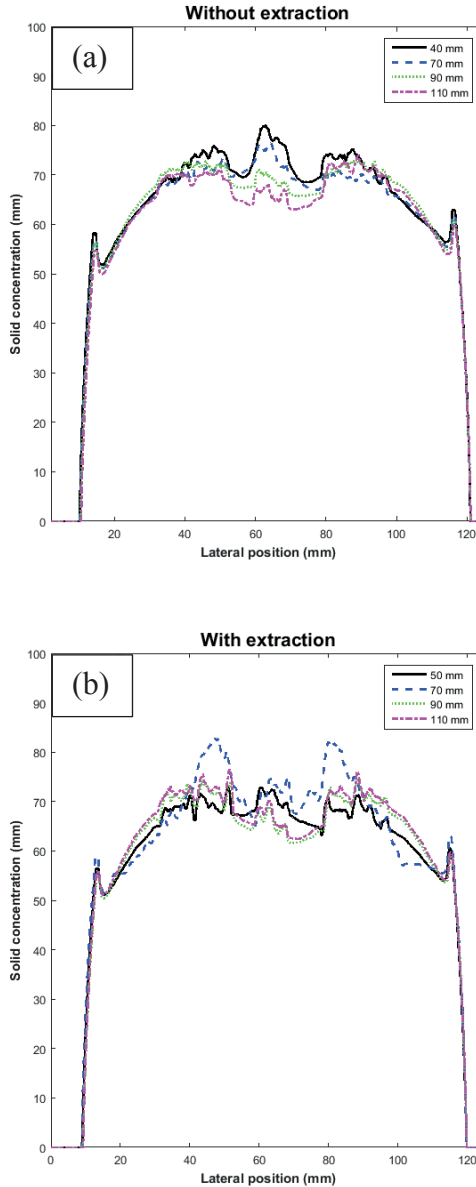 Without extraction
(a)
40 mm
70 mm
90 mm
110 mm
100
90
80
70
60
50
40
30
20
10
0
Solid concentration (mm)
20
40
60
80
100
120
Lateral position (mm)
With extraction
(b)
50 mm
70 mm
90 mm
110 mm
100
90
80
70
60
50
40
30
20
10
0
Solid concentration (mm)
0
20
40
60
80
100
120
Lateral position (mm)